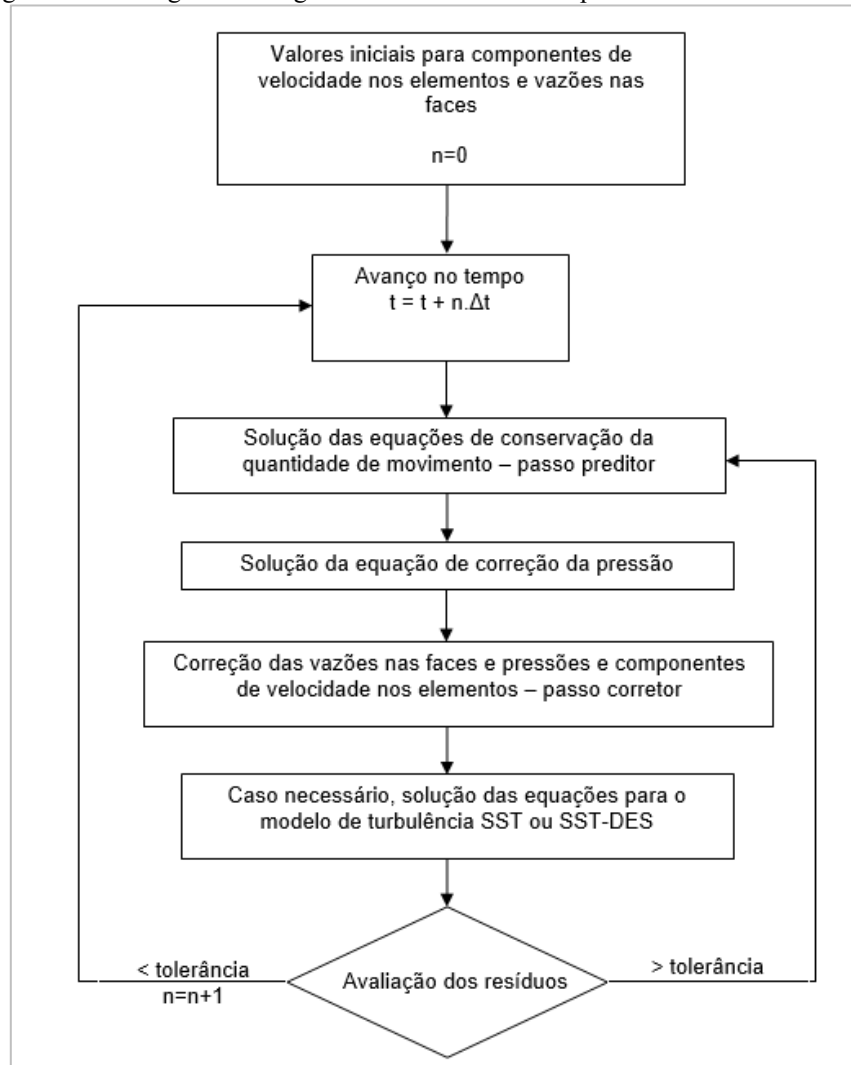 Valores iniciais para componentes de
velocidade nos elementos e vazões nas
faces
n=0
Avanço no tempo
t = t + n.Δt
Solução das equações de conservação da
quantidade de movimento – passo preditor
Solução da equação de correção da pressão
Correção das vazões nas faces e pressões e componentes
de velocidade nos elementos – passo corretor
Caso necessário, solução das equações para o
modelo de turbulência SST ou SST-DES
< tolerância
n=n+1
Avaliação dos resíduos
> tolerância